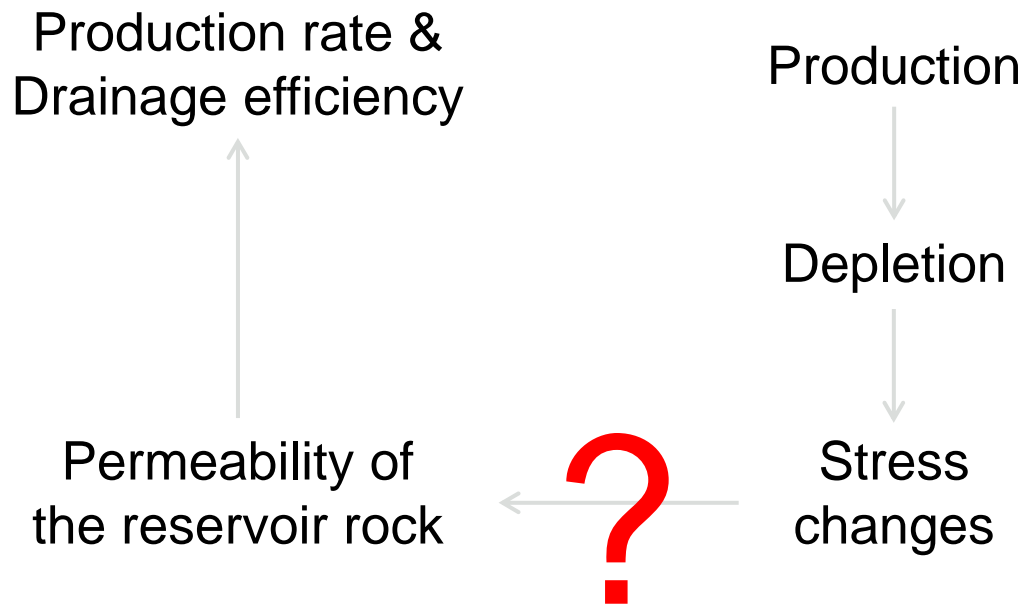 Production rate &
Drainage efficiency
Production
Depletion
Permeability of
the reservoir rock
?
Stress
changes